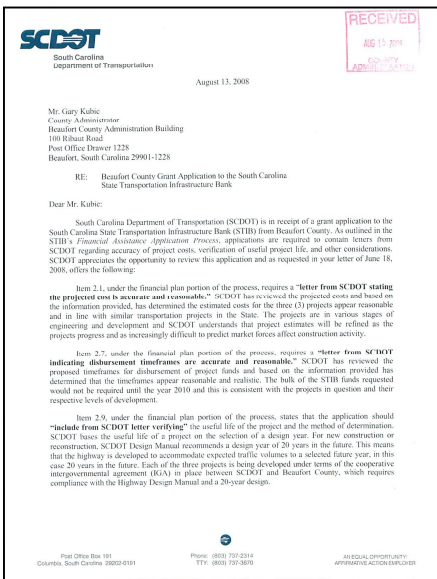 RECEIVED
AUG 15 2008
COUNTY
SCDOT
South Carolina
Department of Transportation
August 13, 2008
Mr. Gary Kubic
County Administrator
Beaufort County Administration Building
100 Ribaut Road
Post Office Drawer 1228
Beaufort, South Carolina 29901-1228
RE: Beaufort County Grant Application to the South Carolina
State Transportation Infrastructure Bank
Dear Mr. Kubic:
South Carolina Department of Transportation (SCDOT) is in receipt of a grant application to the
South Carolina State Transportation Infrastructure Bank (STIB) from Beaufort County. As outlined in the
STIB's Financial Assistance Application Process, applications are required to contain letters from
SCDOT regarding accuracy of project costs, verification of useful project life, and other considerations.
SCDOT appreciates the opportunity to review this application and as requested in your letter of June 18,
2008, offers the following:
Item 2.1, under the financial plan portion of the process, requires a "letter from SCDOT stating
the projected cost is accurate and reasonable." SCDOT has reviewed the projected costs and based on
the information provided, has determined the estimated costs for the three (3) projects appear reasonable
and in line with similar transportation projects in the State. The projects are in various stages of
engineering and development and SCDOT understands that project estimates will be refined as the
projects progress and as increasingly difficult to predict market forces affect construction activity.
Item 2.7, under the financial plan portion of the process, requires a "letter from SCDOT
indicating disbursement timeframes are accurate and reasonable." SCDOT has reviewed the
proposed timeframes for disbursement of project funds and based on the information provided has
determined that the timeframes appear reasonable and realistic. The bulk of the STIB funds requested
would not be required until the year 2010 and this is consistent with the projects in question and their
respective levels of development.
Item 2.9, under the financial plan portion of the process, states that the application should
"include from SCDOT letter verifying" the useful life of the project and the method of determination.
SCDOT bases the useful life of a project on the selection of a design year. For new construction or
reconstruction, SCDOT Design Manual recommends a design year of 20 years in the future. This means
that the highway is developed to accommodate expected traffic volumes to a selected future year, in this
case 20 years in the future. Each of the three projects is being developed under terms of the cooperative
intergovernmental agreement (IGA) in place between SCDOT and Beaufort County, which requires
compliance with the Highway Design Manual and a 20-year design.
Post Office Box 191
Columbia, South Carolina 29202-0191
Phone: (803) 737-2314
TTY: (803) 737-3870
AN EQUAL OPPORTUNITY/
AFFIRMATIVE ACTION EMPLOYER